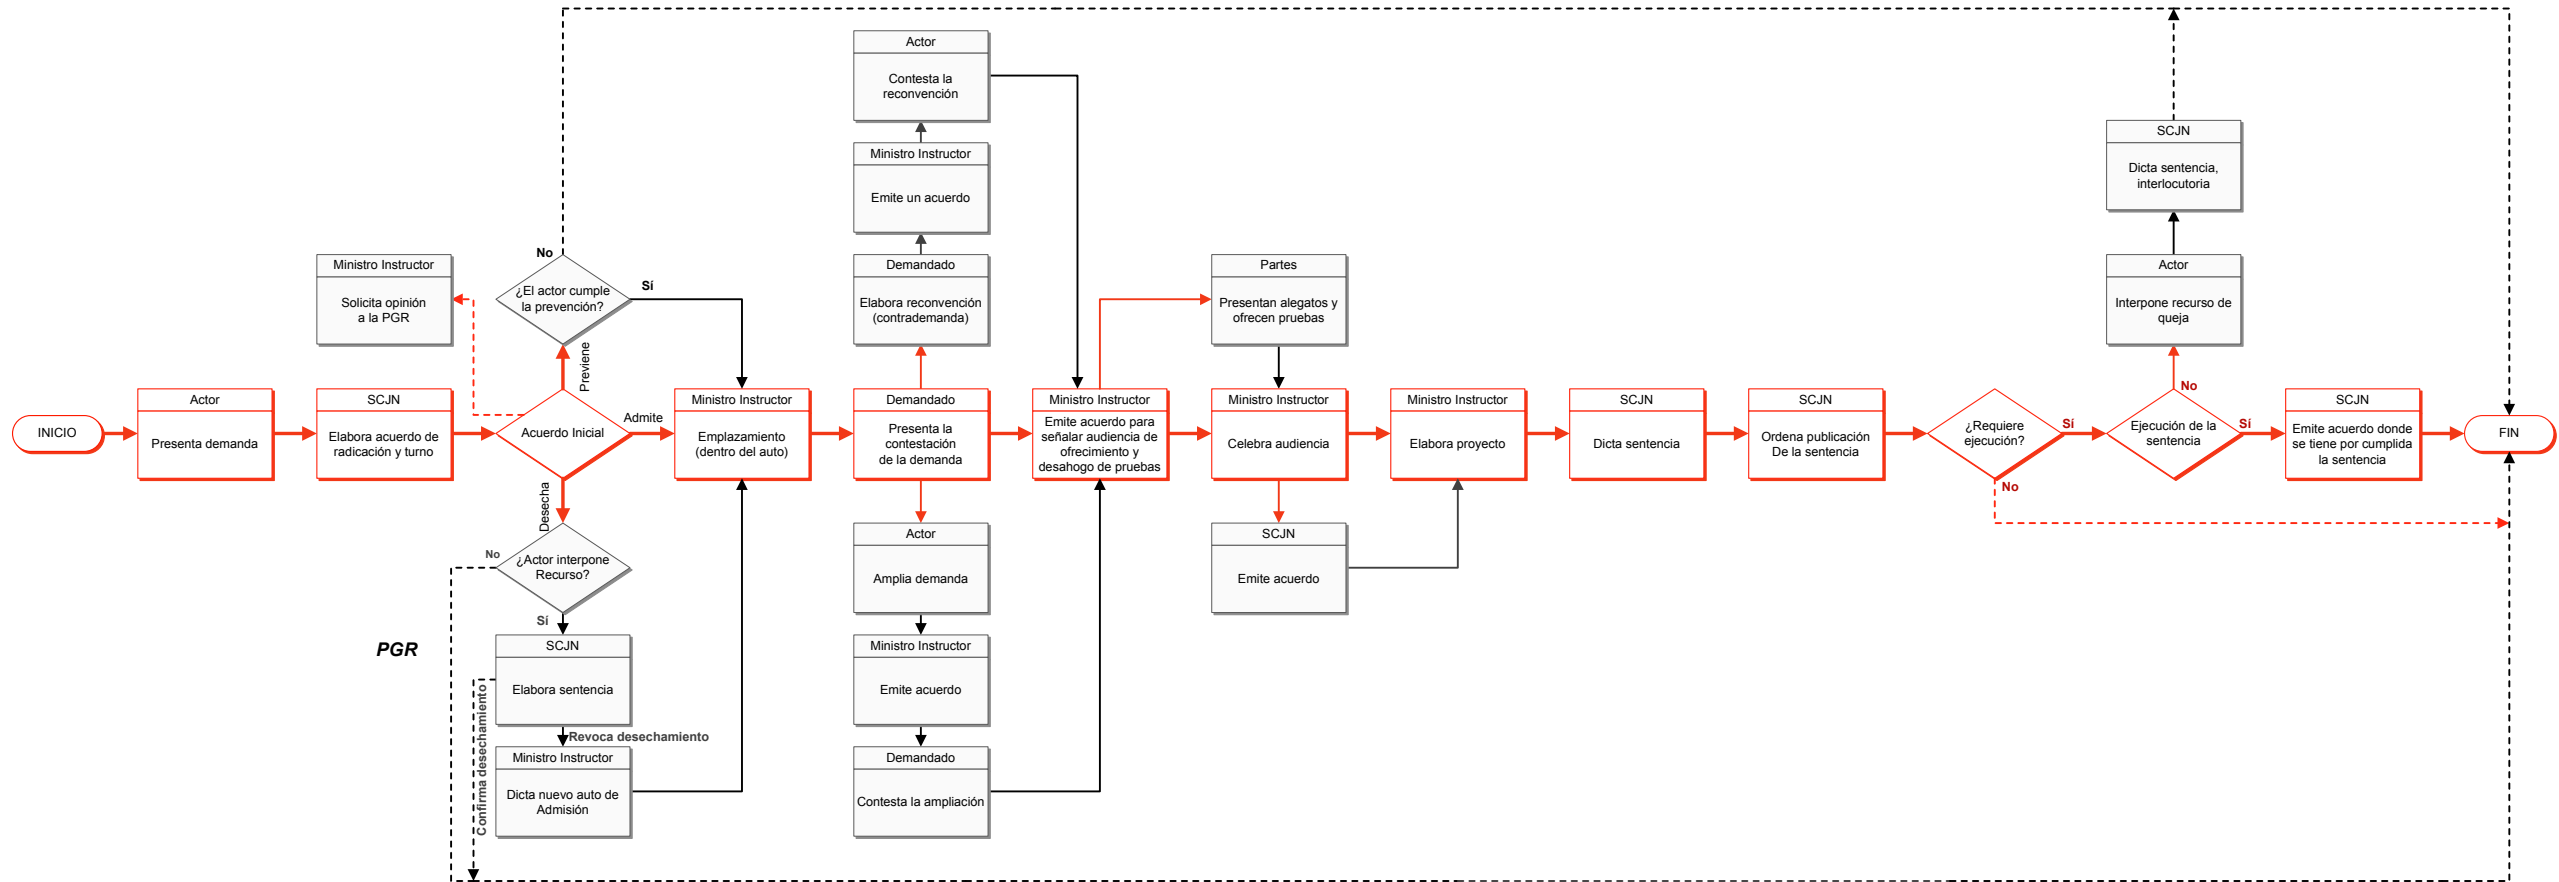 Actor
Contesta la
reconvención
Ministro Instructor
Emite un acuerdo
SCJN
Dicta sentencia,
interlocutoria
No
Ministro Instructor
Solicita opinión
a la PGR
¿El actor cumple
la prevención?
Sí
Demandado
Elabora reconvención
(contrademanda)
Partes
Presentan alegatos y
ofrecen pruebas
Actor
Interpone recurso de
queja
Previene
No
INICIO
Actor
Presenta demanda
SCJN
Elabora acuerdo de
radicación y turno
Acuerdo Inicial
Admite
Ministro Instructor
Emplazamiento
(dentro del auto)
Demandado
Presenta la
contestación
de la demanda
Ministro Instructor
Emite acuerdo para
señalar audiencia de
ofrecimiento y
desahogo de pruebas
Ministro Instructor
Celebra audiencia
Ministro Instructor
Elabora proyecto
SCJN
Dicta sentencia
SCJN
Ordena publicación
De la sentencia
¿Requiere
ejecución?
Sí
No
Ejecución de la
sentencia
Sí
SCJN
Emite acuerdo donde
se tiene por cumplida
la sentencia
FIN
Desecha
No
¿Actor interpone
Recurso?
Sí
Actor
Amplia demanda
SCJN
Emite acuerdo
PGR
SCJN
Elabora sentencia
Confirma desechamiento
Revoca desechamiento
Ministro Instructor
Dicta nuevo auto de
Admisión
Ministro Instructor
Emite acuerdo
Demandado
Contesta la ampliación